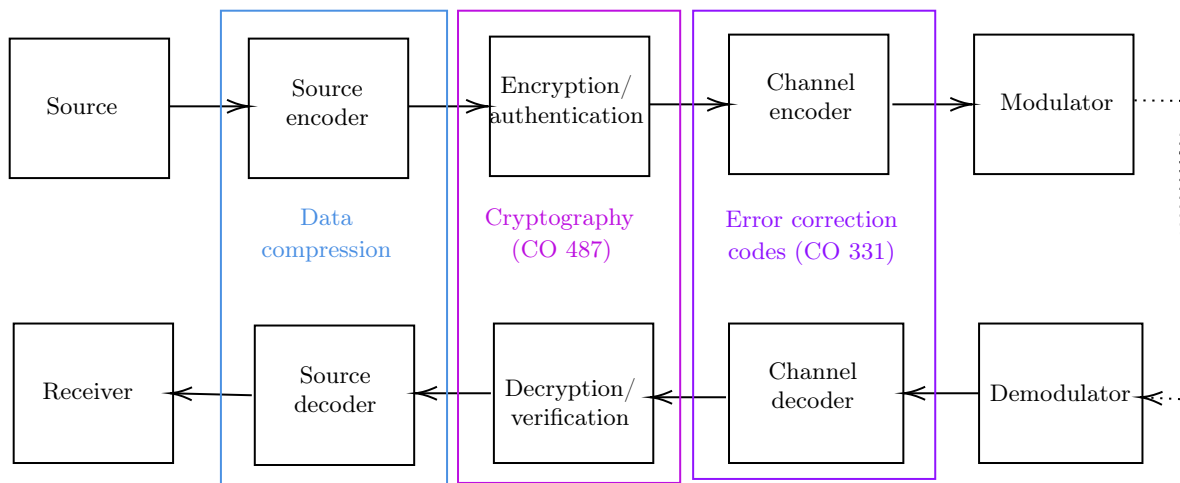 Source
Source
encoder
Encryption/
authentication
Channel
encoder
Modulator
Data
compression
Cryptography
(CO 487)
Error correction
codes (CO 331)
Receiver
Source
decoder
Decryption/
verification
Channel
decoder
Demodulator